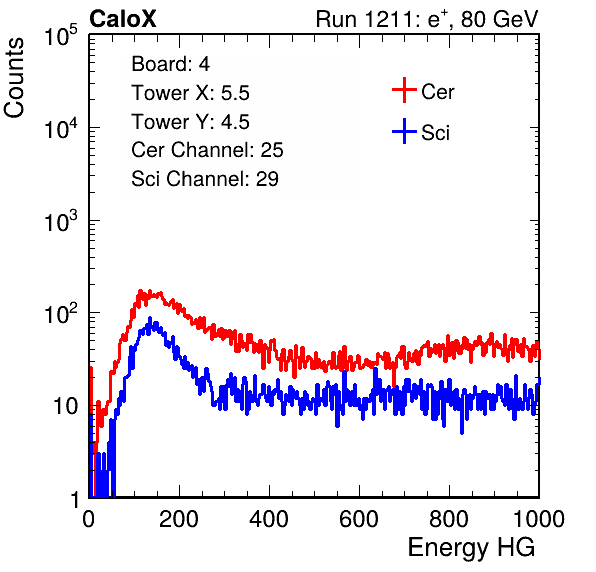 CaloX Run 1211: e⁺, 80 GeV
Counts
Board: 4
Tower X: 5.5
Tower Y: 4.5
Cer Channel: 25
Sci Channel: 29
Cer
Sci
10⁵
10⁴
10³
10²
10
1
0 200 400 600 800 1000
Energy HG